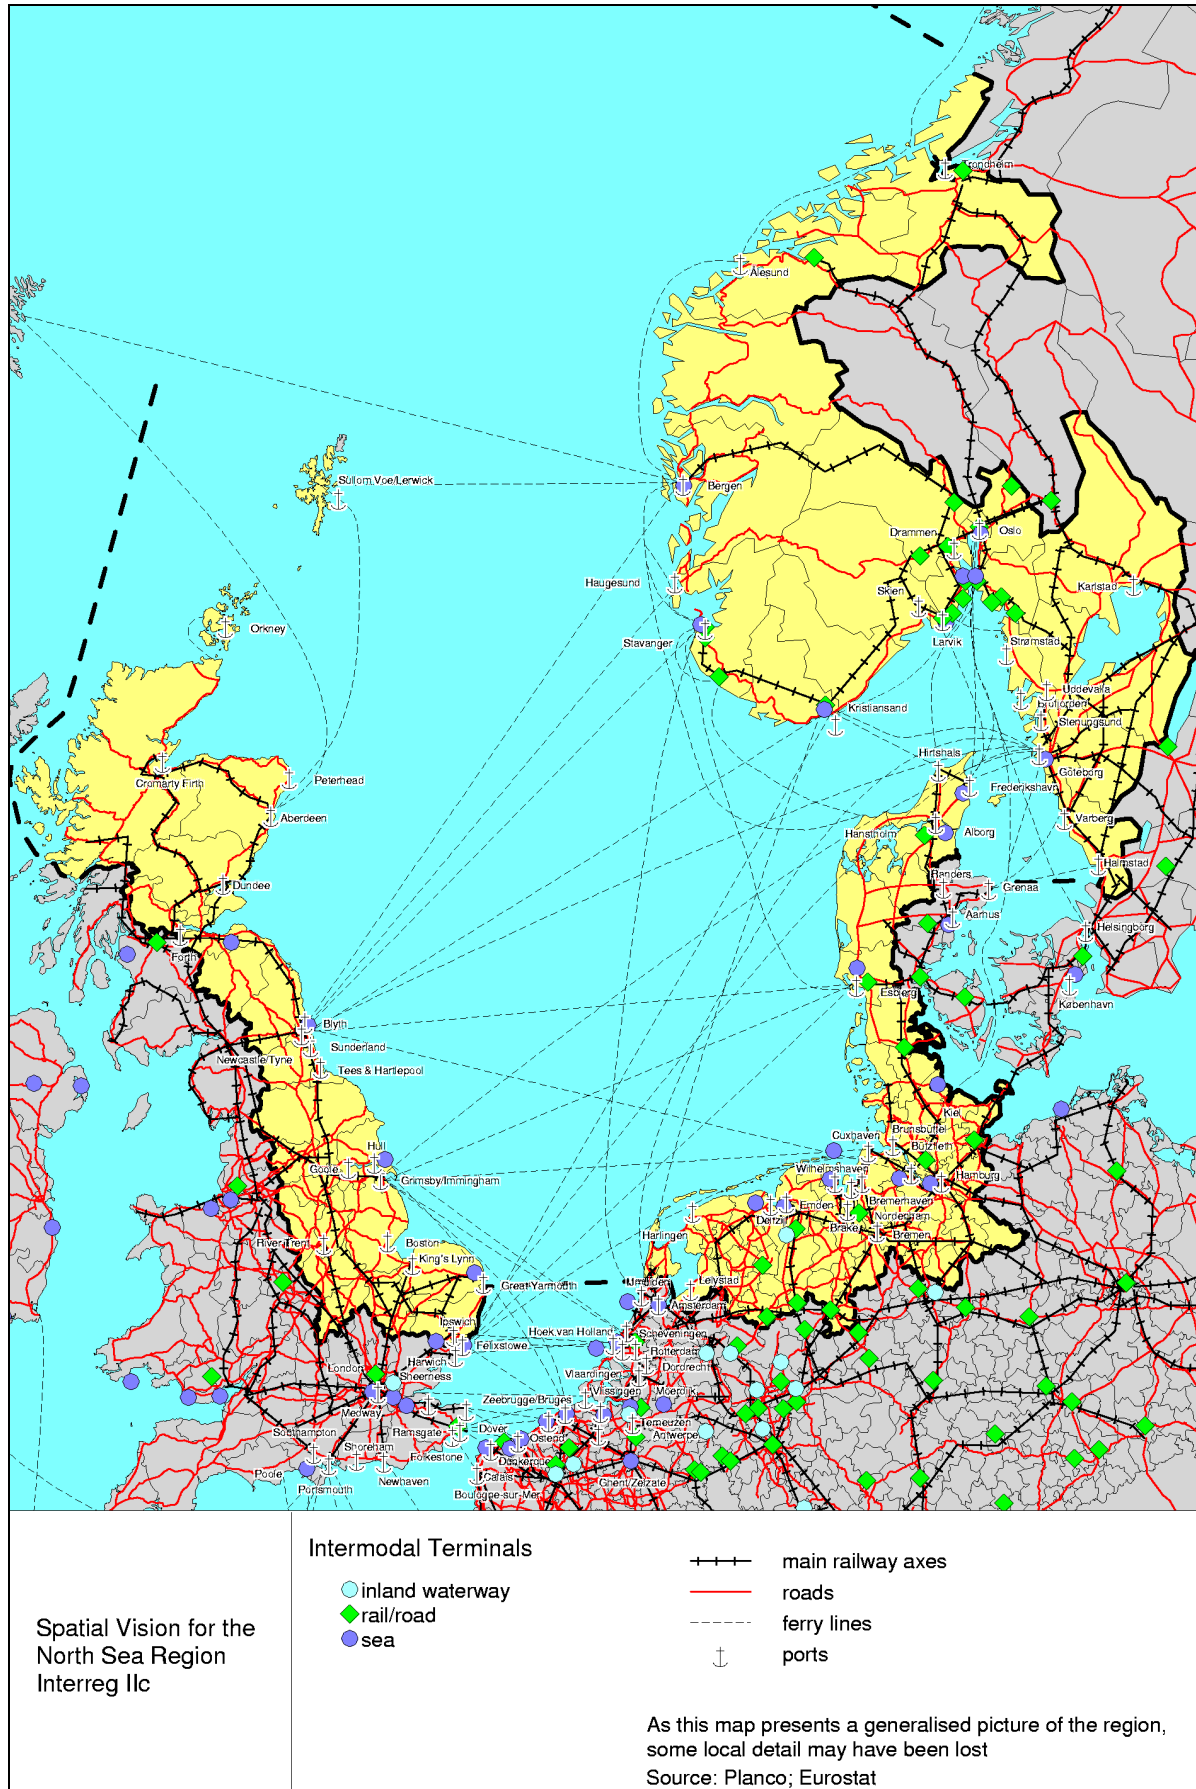 Trondheim
Ålesund
Sullom Voe/Lerwick
Bergen
Drammen
Oslo
Haugesund
Skien
Karlstad
Orkney
Stavanger
Larvik
Strømstad
Uddevalla
Brofjorden
Kristiansand
Stenungsund
Hirtshals
Göteborg
Cromarty Firth
Peterhead
Frederikshavn
Aberdeen
Hanstholm
Alborg
Varberg
Halmstad
Dundee
Randers
Grenaa
Aarhus
Helsingborg
Forth
Esbjerg
København
Blyth
Newcastle/Tyne
Sunderland
Tees & Hartlepool
Kiel
Brunsbüttel
Cuxhaven
Bützfleth
Hull
Goole
Wilhelmshaven
Hamburg
Grimsby/Immingham
Bremerhaven
Emden
Delfzijl
Nordenham
Brake
Bremen
Harlingen
River Trent
Boston
King's Lynn
Great Yarmouth
Lelystad
IJmuiden
Amsterdam
Ipswich
Hoek van Holland
Scheveningen
Felixstowe
Rotterdam
Harwich
Dordrecht
London
Sheerness
Vlaardingen
Vlissingen
Moerdijk
Zeebrugge/Bruges
Medway
Terneuzen
Southampton
Ramsgate
Dover
Ostend
Antwerpen
Shoreham
Folkestone
Dunkerque
Poole
Portsmouth
Newhaven
Calais
Ghent/Zelzate
Boulogne-sur-Mer
Spatial Vision for the
North Sea Region
Interreg IIc
Intermodal Terminals
inland waterway
rail/road
sea
main railway axes
roads
ferry lines
ports
As this map presents a generalised picture of the region,
some local detail may have been lost
Source: Planco; Eurostat